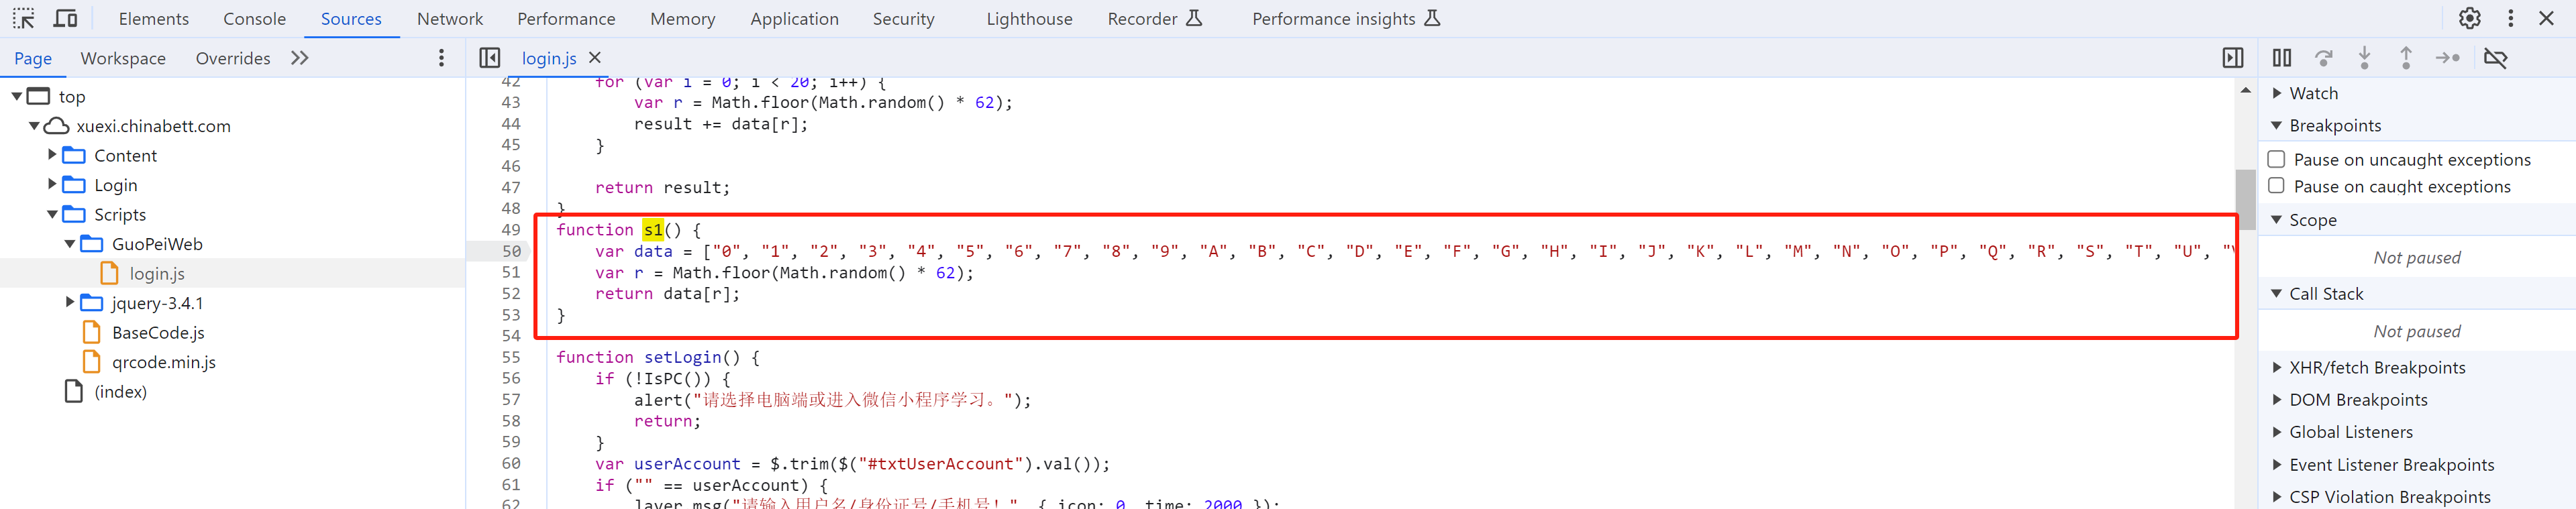 Elements Console Sources Network Performance Memory Application Security Lighthouse Recorder Performance insights
Page Workspace Overrides
top
xuexi.chinabett.com
Content
Login
Scripts
GuoPeiWeb
login.js
jquery-3.4.1
BaseCode.js
qrcode.min.js
(index)
login.js
42 for (var i = 0; i < 20; i++) {
43 var r = Math.floor(Math.random() * 62);
44 result += data[r];
45 }
46
47 return result;
48 }
49 function s1() {
50 var data = ["0", "1", "2", "3", "4", "5", "6", "7", "8", "9", "A", "B", "C", "D", "E", "F", "G", "H", "I", "J", "K", "L", "M", "N", "O", "P", "Q", "R", "S", "T", "U", "
51 var r = Math.floor(Math.random() * 62);
52 return data[r];
53 }
54
55 function setLogin() {
56 if (!IsPC()) {
57 alert("请选择电脑端或进入微信小程序学习。");
58 return;
59 }
60 var userAccount = $.trim($("#txtUserAccount").val());
61 if ("" == userAccount) {
62 layer.msg("请输入用户名/身份证号/手机号!", { icon: 0, time: 2000 });
Watch
Breakpoints
Pause on uncaught exceptions
Pause on caught exceptions
Scope
Not paused
Call Stack
Not paused
XHR/fetch Breakpoints
DOM Breakpoints
Global Listeners
Event Listener Breakpoints
CSP Violation Breakpoints